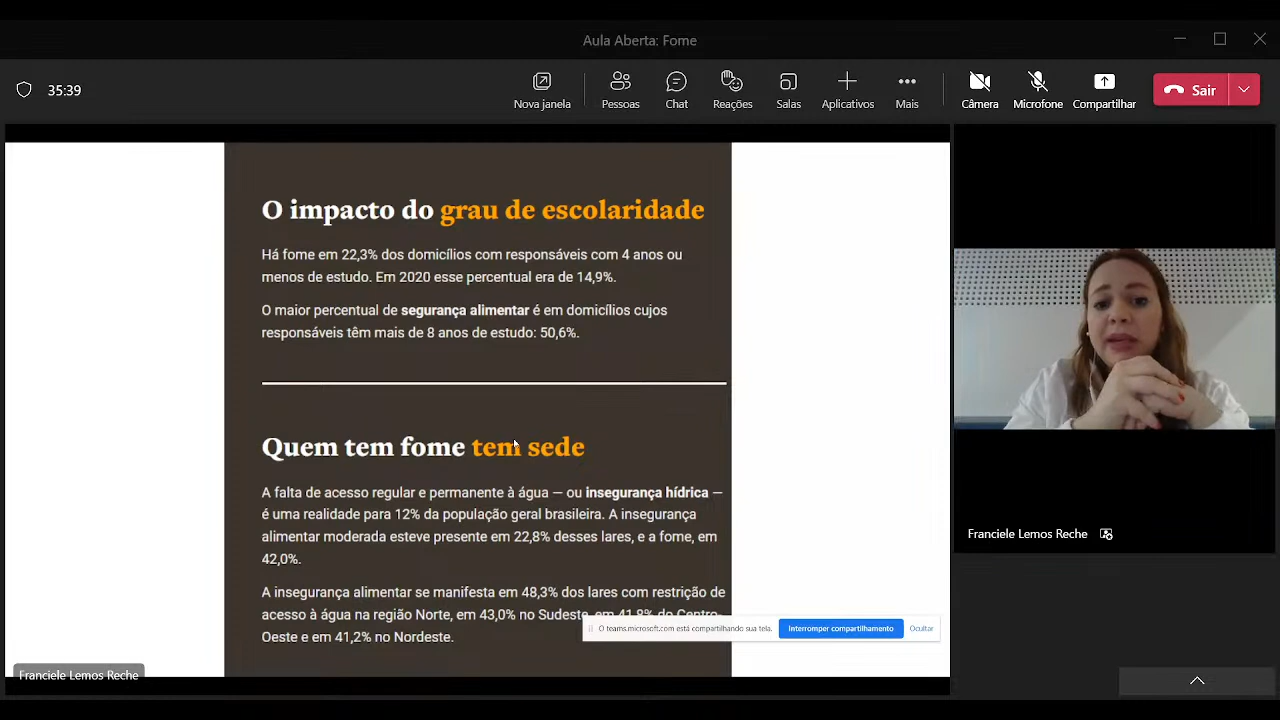 Aula Aberta: Fome
35:39
Nova janela
Pessoas
Chat
Reações
Salas
Aplicativos
Mais
Câmera
Microfone
Compartilhar
Sair
O impacto do grau de escolaridade
Há fome em 22,3% dos domicílios com responsáveis com 4 anos ou
menos de estudo. Em 2020 esse percentual era de 14,9%.
O maior percentual de segurança alimentar é em domicílios cujos
responsáveis têm mais de 8 anos de estudo: 50,6%.
Quem tem fome tem sede
A falta de acesso regular e permanente à água — ou insegurança hídrica —
é uma realidade para 12% da população geral brasileira. A insegurança
alimentar moderada esteve presente em 22,8% desses lares, e a fome, em
42,0%.
A insegurança alimentar se manifesta em 48,3% dos lares com restrição de
acesso à água na região Norte, em 43,0% no Sudeste, em 41,8% do Centro-
Oeste e em 41,2% no Nordeste.
O teams.microsoft.com está compartilhando sua tela.
Interromper compartilhamento
Ocultar
Franciele Lemos Reche
Franciele Lemos Reche